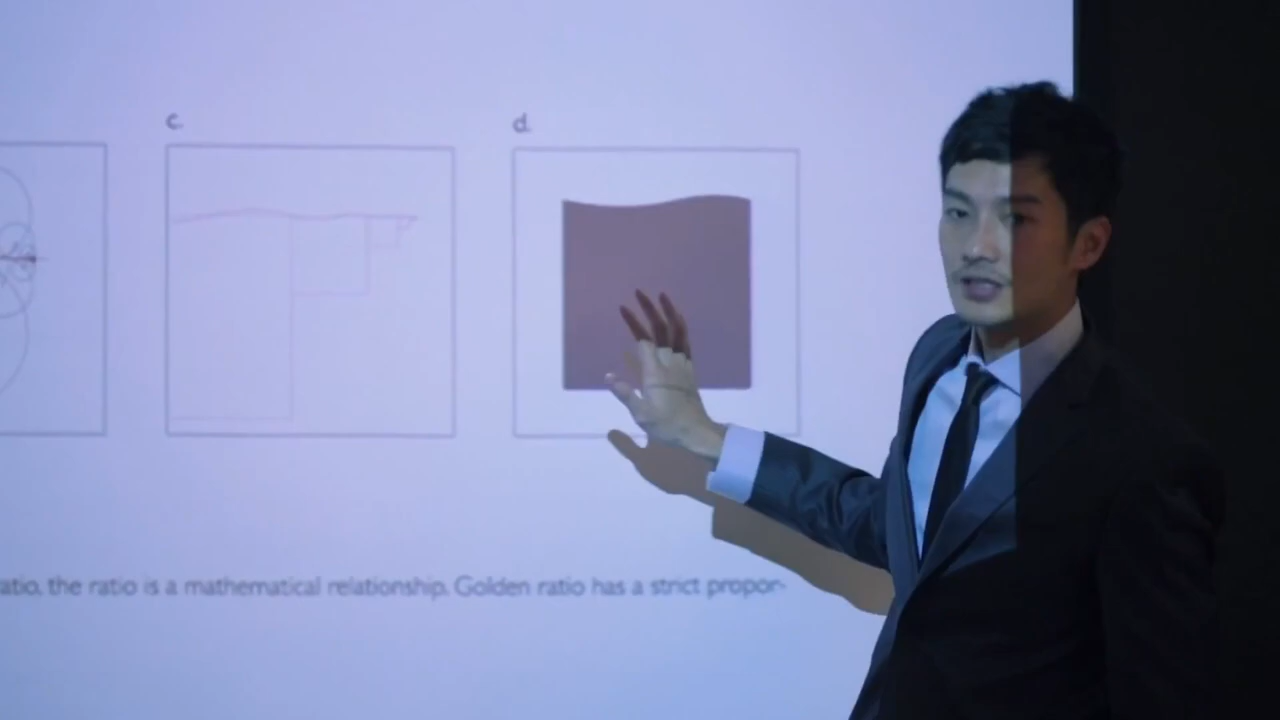 c.
d.
atio, the ratio is a mathematical relationship. Golden ratio has a strict propor-